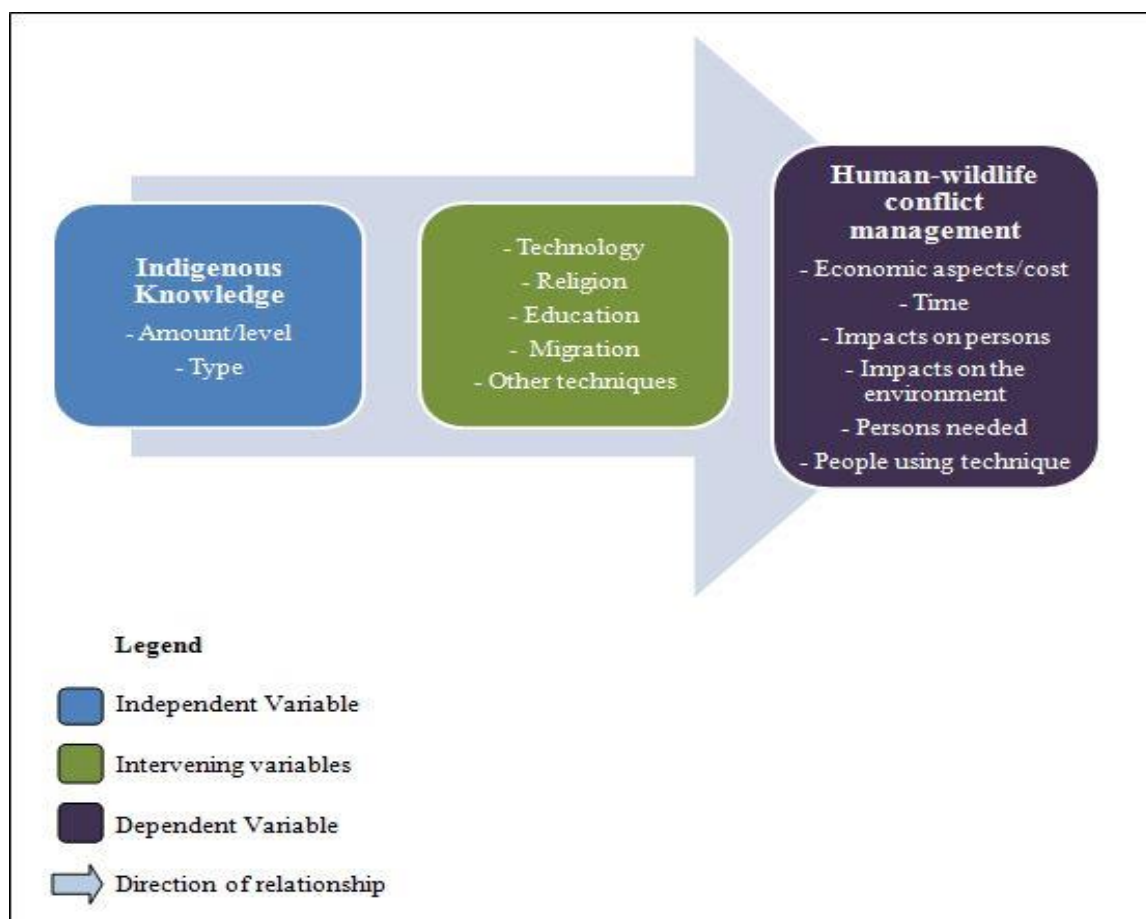 Indigenous
Knowledge
- Amount/level
- Type
- Technology
- Religion
- Education
- Migration
- Other techniques
Human-wildlife
conflict
management
- Economic aspects/cost
- Time
- Impacts on persons
- Impacts on the
environment
- Persons needed
- People using technique
Legend
Independent Variable
Intervening variables
Dependent Variable
Direction of relationship